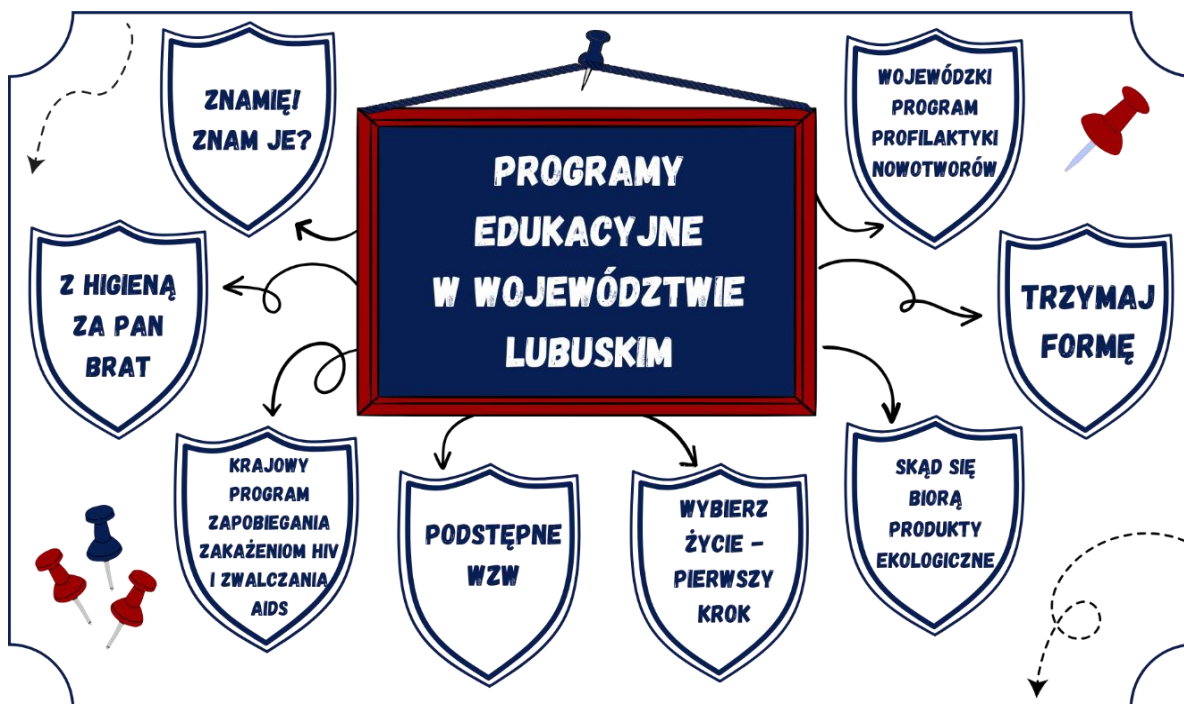 PROGRAMY
EDUKACYJNE
W WOJEWÓDZTWIE
LUBUSKIM
ZNAMIĘ!
ZNAM JE?
Z HIGIENĄ
ZA PAN
BRAT
KRAJOWY
PROGRAM
ZAPOBIEGANIA
ZAKAŻENIOM HIV
I ZWALCZANIA
AIDS
PODSTĘPNE
WZW
WYBIERZ
ŻYCIE –
PIERWSZY
KROK
SKĄD SIĘ
BIORĄ
PRODUKTY
EKOLOGICZNE
TRZYMAJ
FORMĘ
WOJEWÓDZKI
PROGRAM
PROFILAKTYKI
NOWOTWORÓW